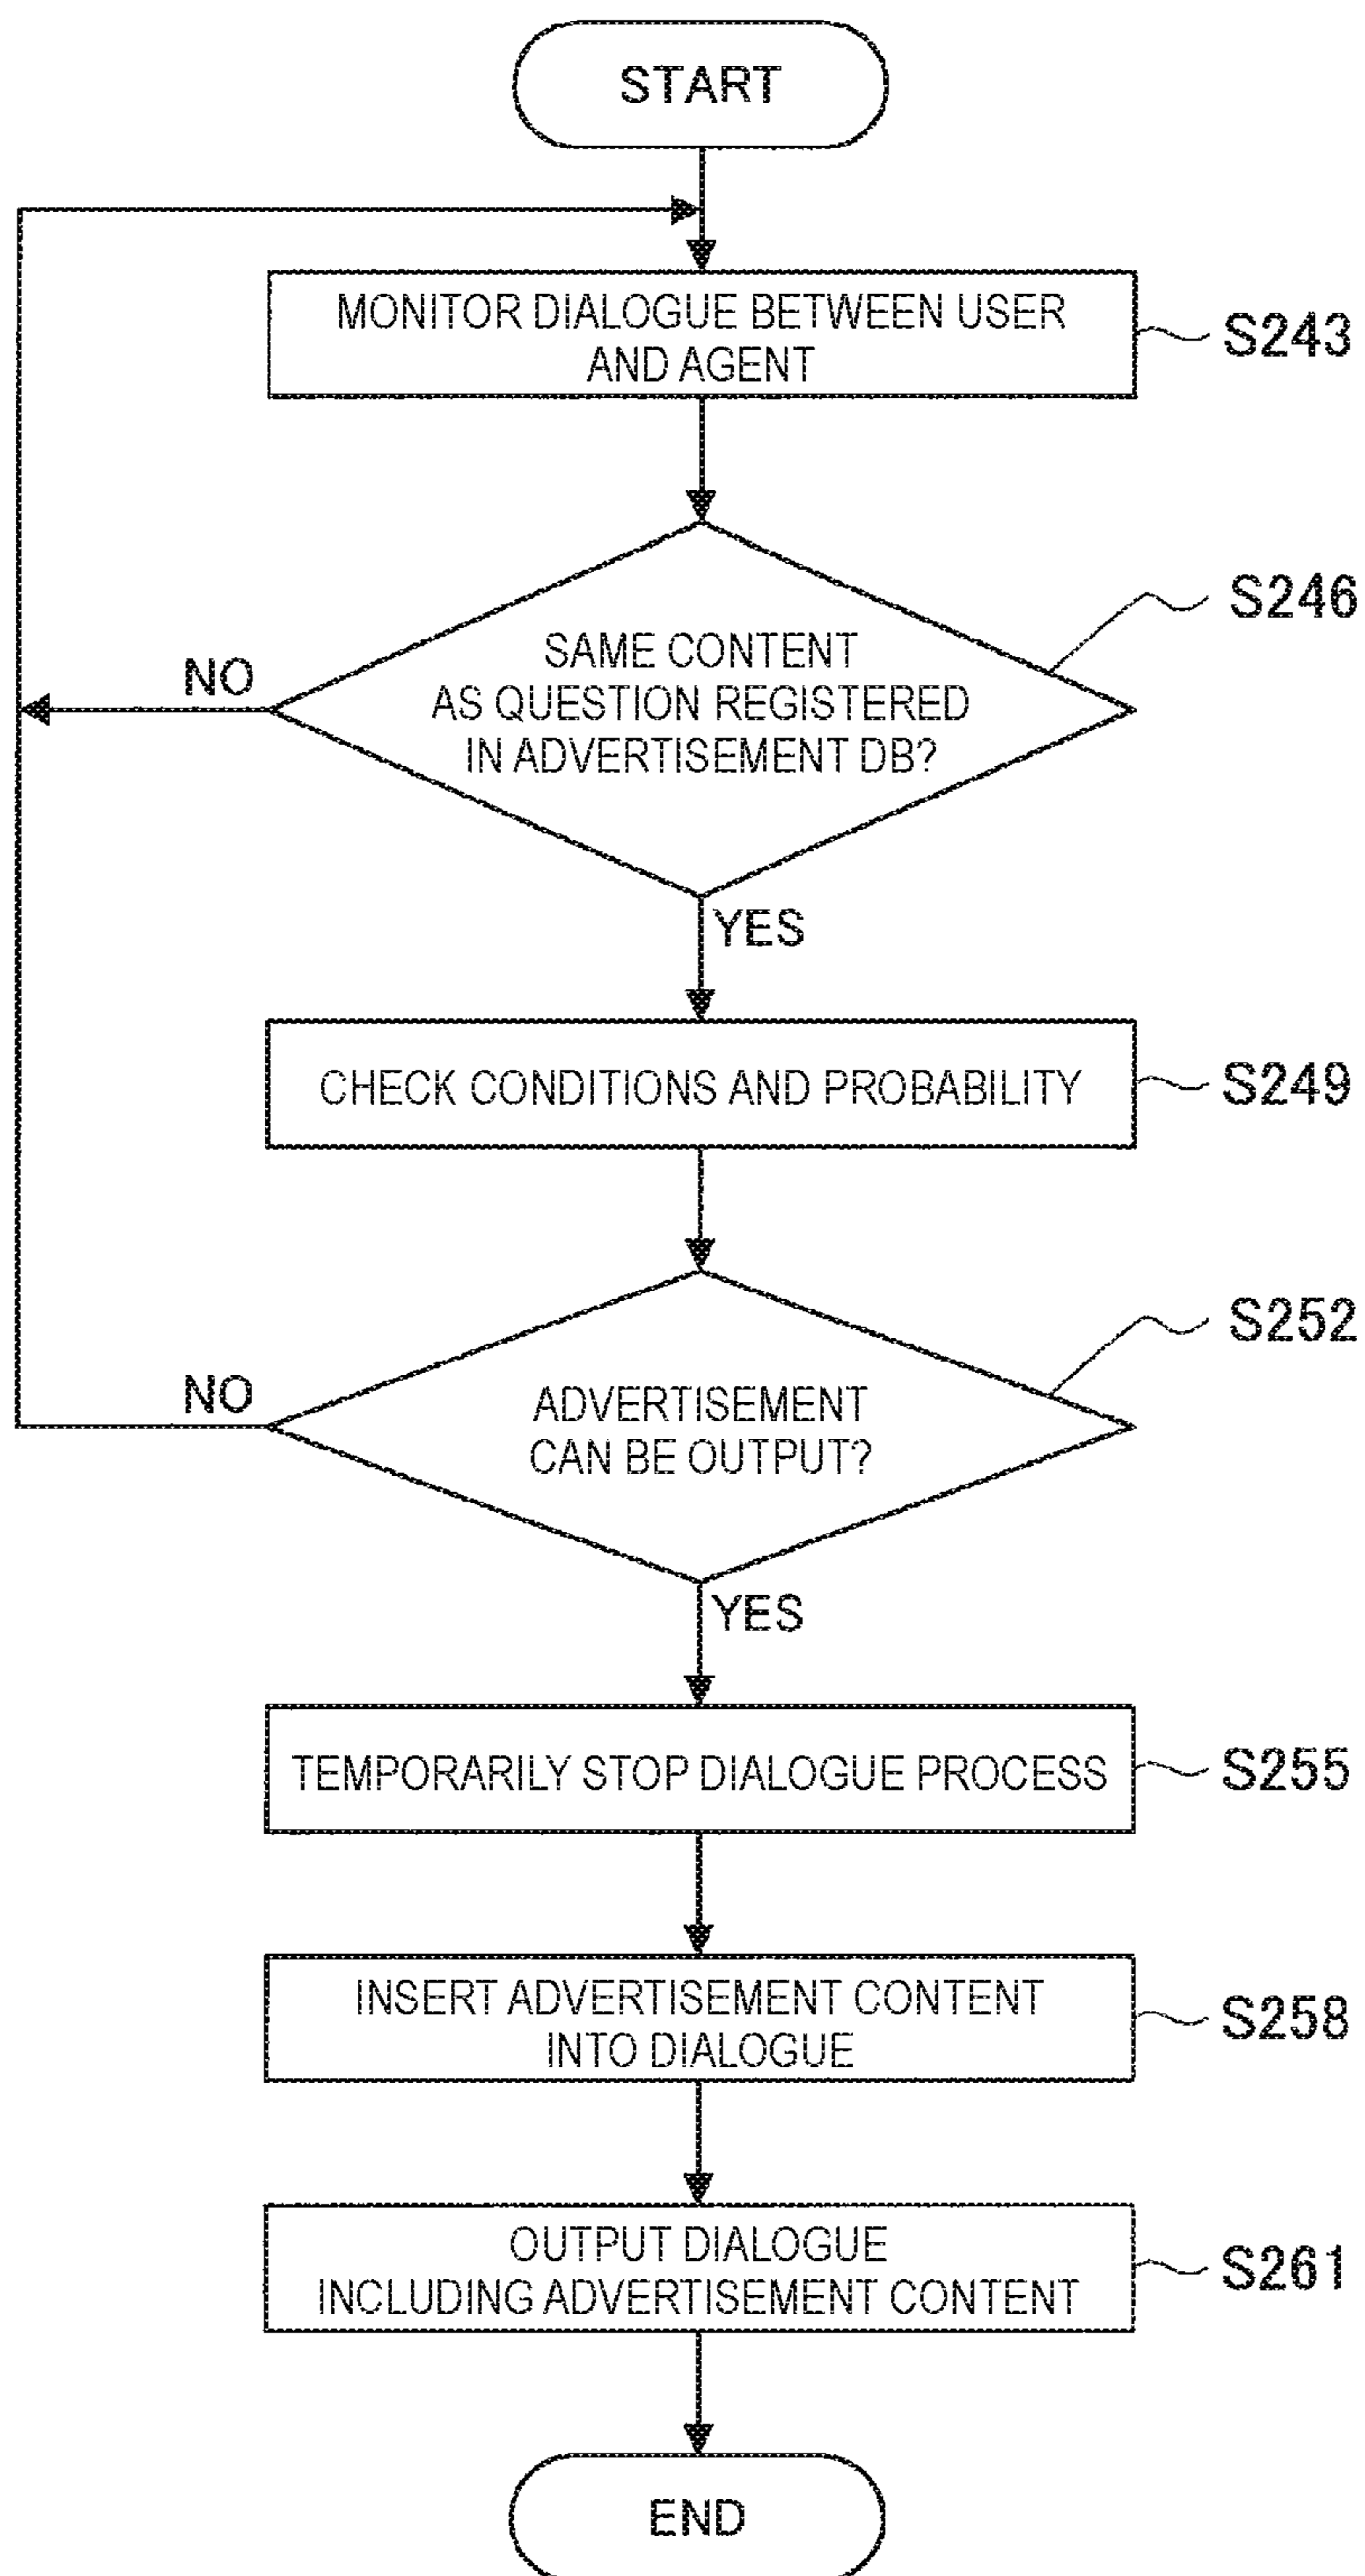 START
MONITOR DIALOGUE BETWEEN USER
AND AGENT
S243
S246
SAME CONTENT
AS QUESTION REGISTERED
IN ADVERTISEMENT DB?
NO
YES
CHECK CONDITIONS AND PROBABILITY
S249
S252
ADVERTISEMENT
CAN BE OUTPUT?
NO
YES
TEMPORARILY STOP DIALOGUE PROCESS
S255
INSERT ADVERTISEMENT CONTENT
INTO DIALOGUE
S258
OUTPUT DIALOGUE
INCLUDING ADVERTISEMENT CONTENT
S261
END